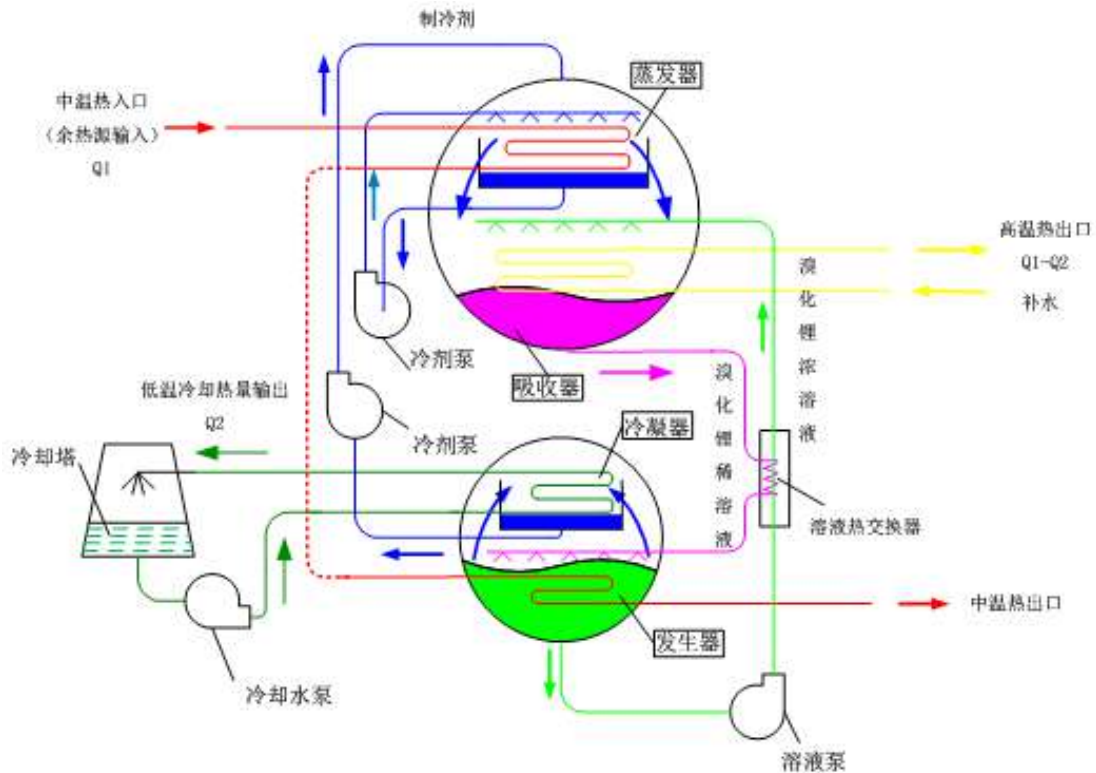 制冷剂
蒸发器
中温热入口
（余热源输入）
Q1
高温热出口
Q1-Q2
补水
溴化锂浓溶液
冷剂泵
吸收器
溴化锂稀溶液
低温冷却热量输出
Q2
冷剂泵
冷凝器
冷却塔
溶液热交换器
中温热出口
发生器
冷却水泵
溶液泵